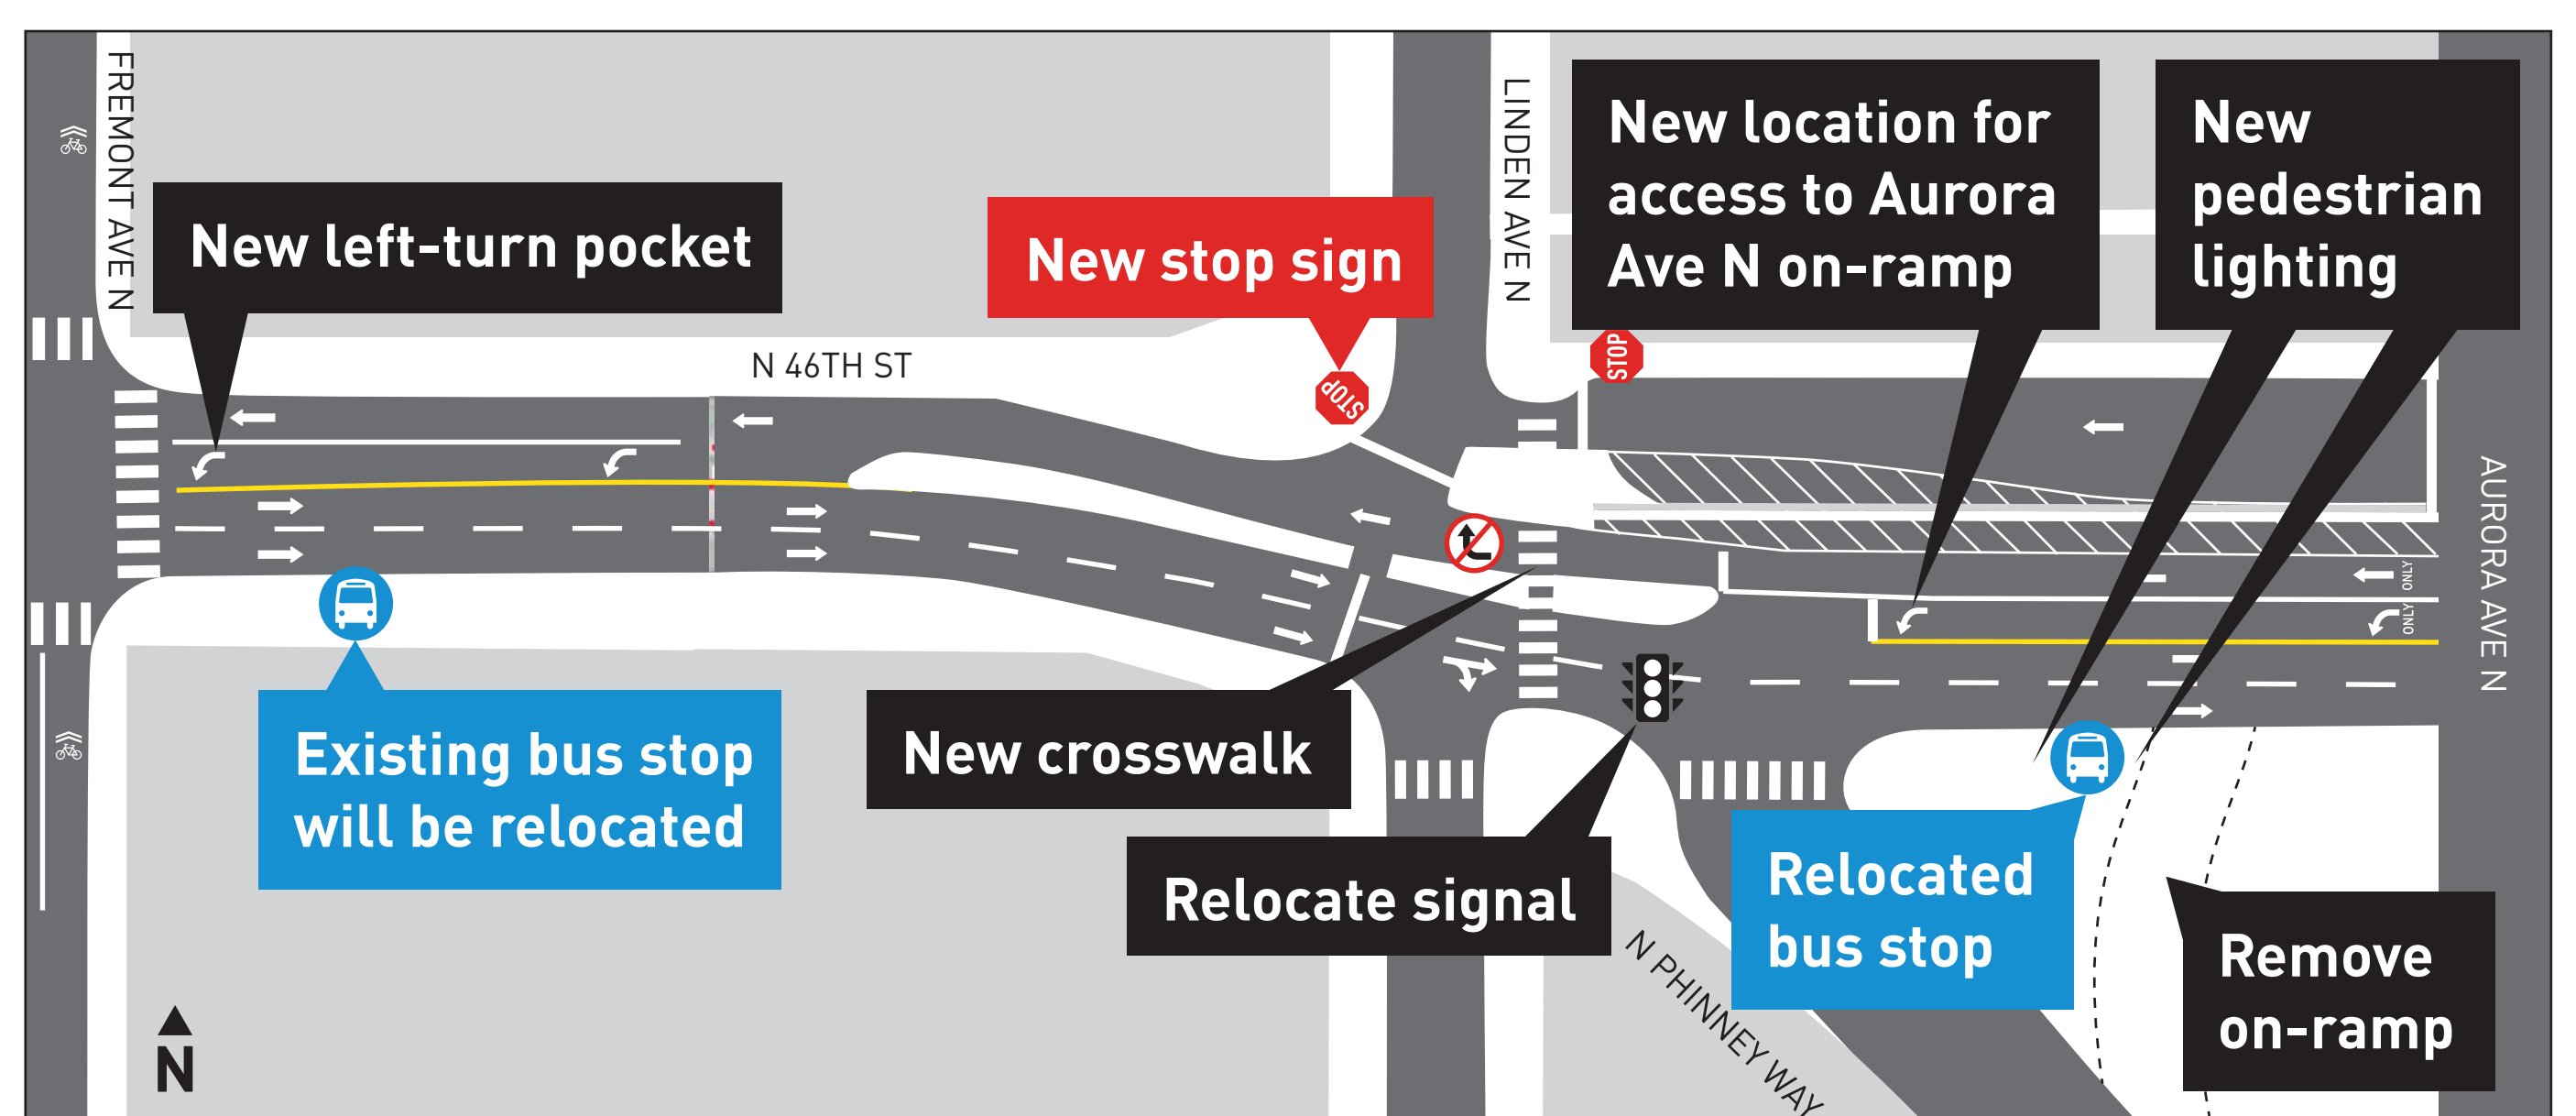 FREMONT AVE N
New left-turn pocket
N 46TH ST
New stop sign
STOP
LINDEN AVE N
STOP
New location for
access to Aurora
Ave N on-ramp
New
pedestrian
lighting
ONLY
ONLY
AURORA AVE N
Existing bus stop
will be relocated
New crosswalk
Relocate signal
Relocated
bus stop
Remove
on-ramp
N PHINNEY WAY
N